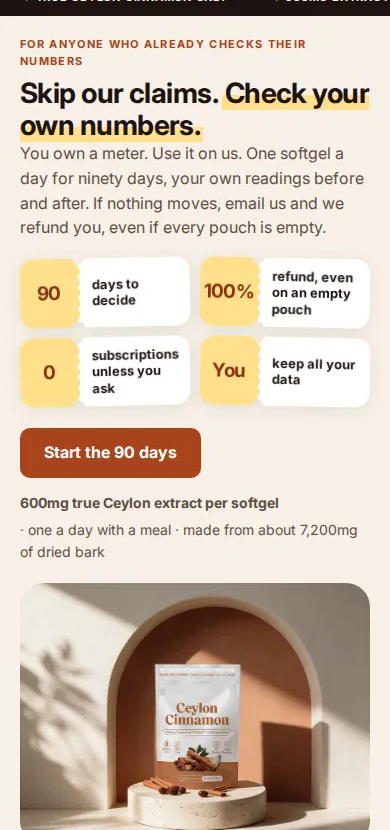 FOR ANYONE WHO ALREADY CHECKS THEIR
NUMBERS
Skip our claims. Check your
own numbers.
You own a meter. Use it on us. One softgel a
day for ninety days, your own readings before
and after. If nothing moves, email us and we
refund you, even if every pouch is empty.
90
days to
decide
100%
refund, even
on an empty
pouch
0
subscriptions
unless you
ask
You
keep all your
data
Start the 90 days
600mg true Ceylon extract per softgel
· one a day with a meal · made from about 7,200mg
of dried bark
Ceylon
Cinnamon